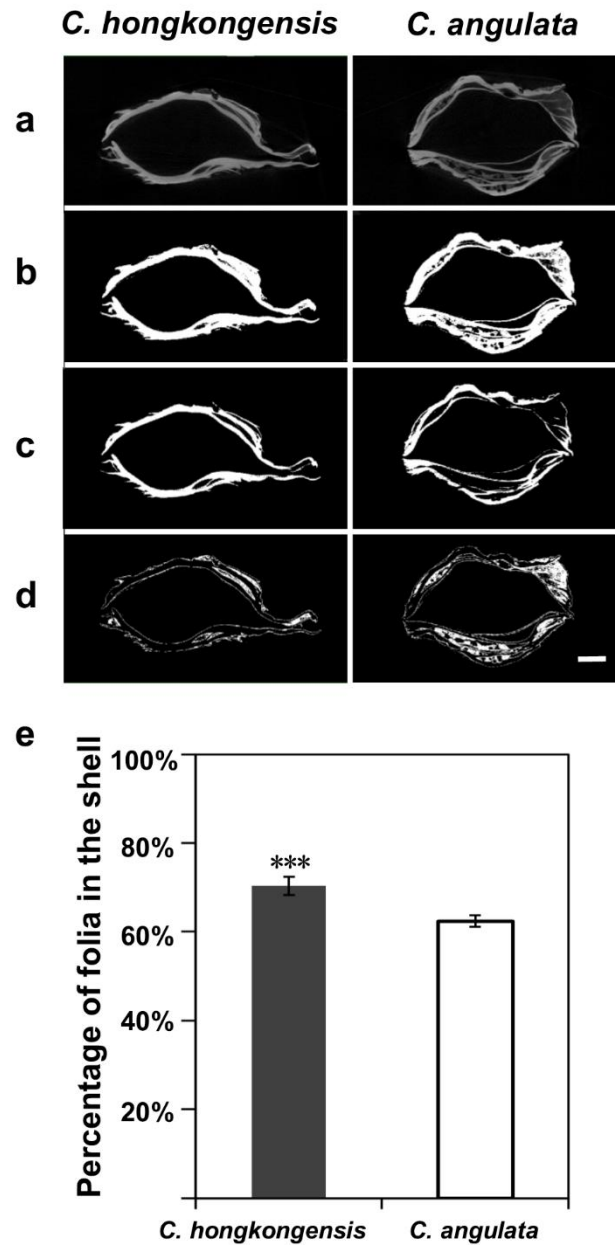 C. hongkongensis C. angulata
a
b
c
d
e
Percentage of folia in the shell
100%
80%
60%
40%
20%
***
C. hongkongensis C. angulata